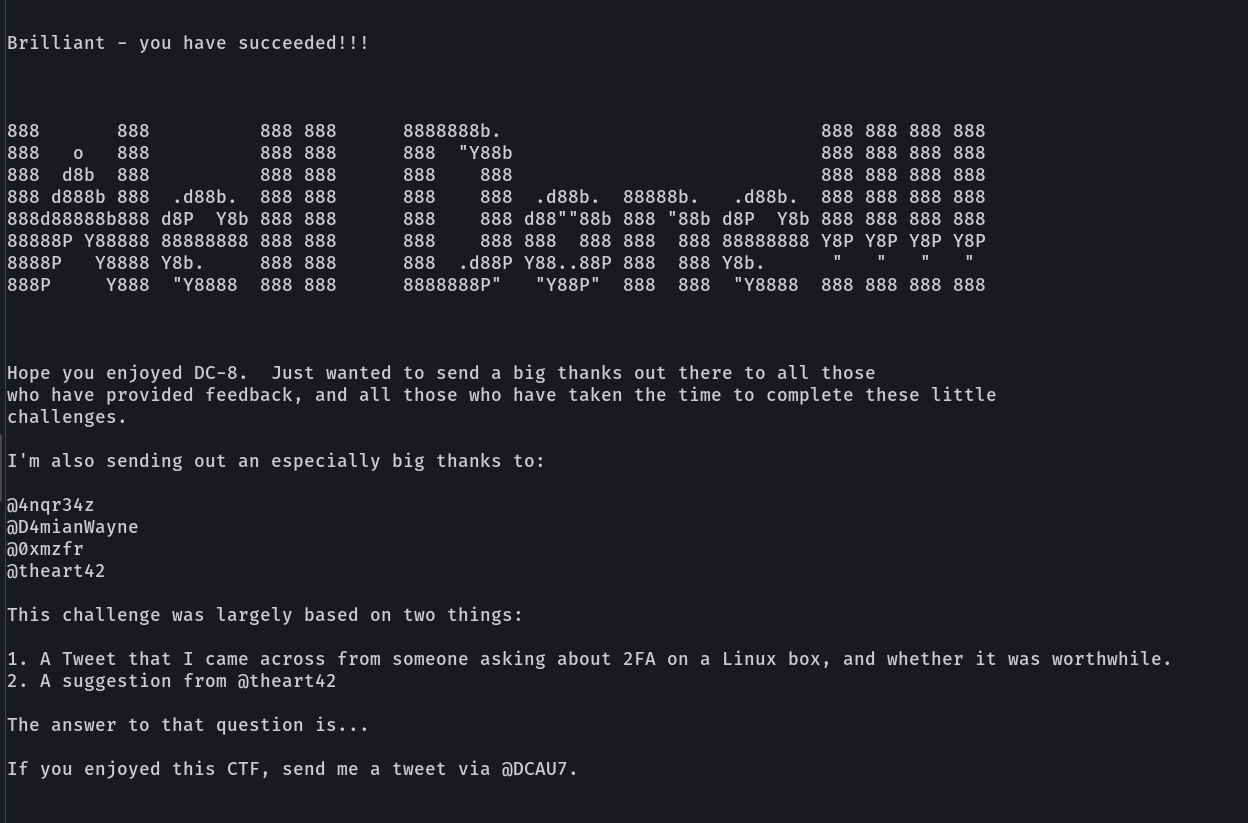 Brilliant - you have succeeded!!!
888       888          888 888      8888888b.                             888 888 888 888
888   o   888          888 888      888  "Y88b                            888 888 888 888
888  d8b  888          888 888      888    888                            888 888 888 888
888 d888b 888  .d88b.  888 888      888    888  .d88b.  88888b.   .d88b.  888 888 888 888
888d88888b888 d8P  Y8b 888 888      888    888 d88""88b 888 "88b d8P  Y8b 888 888 888 888
88888P Y88888 88888888 888 888      888    888 888  888 888  888 88888888 Y8P Y8P Y8P Y8P
8888P   Y8888 Y8b.     888 888      888  .d88P Y88..88P 888  888 Y8b.      "   "   "   "
888P     Y888  "Y8888  888 888      8888888P"   "Y88P"  888  888  "Y8888  888 888 888 888
Hope you enjoyed DC-8.  Just wanted to send a big thanks out there to all those
who have provided feedback, and all those who have taken the time to complete these little
challenges.
I'm also sending out an especially big thanks to:
@4nqr34z
@D4mianWayne
@0xmzfr
@theart42
This challenge was largely based on two things:
1. A Tweet that I came across from someone asking about 2FA on a Linux box, and whether it was worthwhile.
2. A suggestion from @theart42
The answer to that question is...
If you enjoyed this CTF, send me a tweet via @DCAU7.